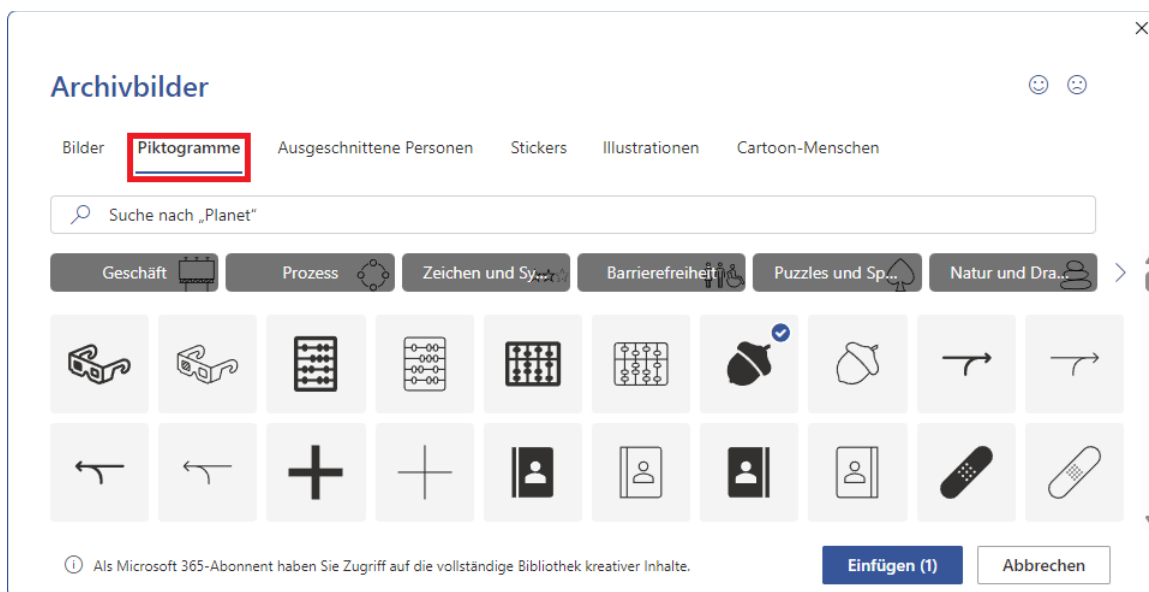 Archivbilder
Bilder Piktogramme Ausgeschnittene Personen Stickers Illustrationen Cartoon-Menschen
Suche nach „Planet“
Geschäft Prozess Zeichen und Sy... Barrierefreiheit Puzzles und Sp... Natur und Dra...
Als Microsoft 365-Abonnent haben Sie Zugriff auf die vollständige Bibliothek kreativer Inhalte.
Einfügen (1) Abbrechen